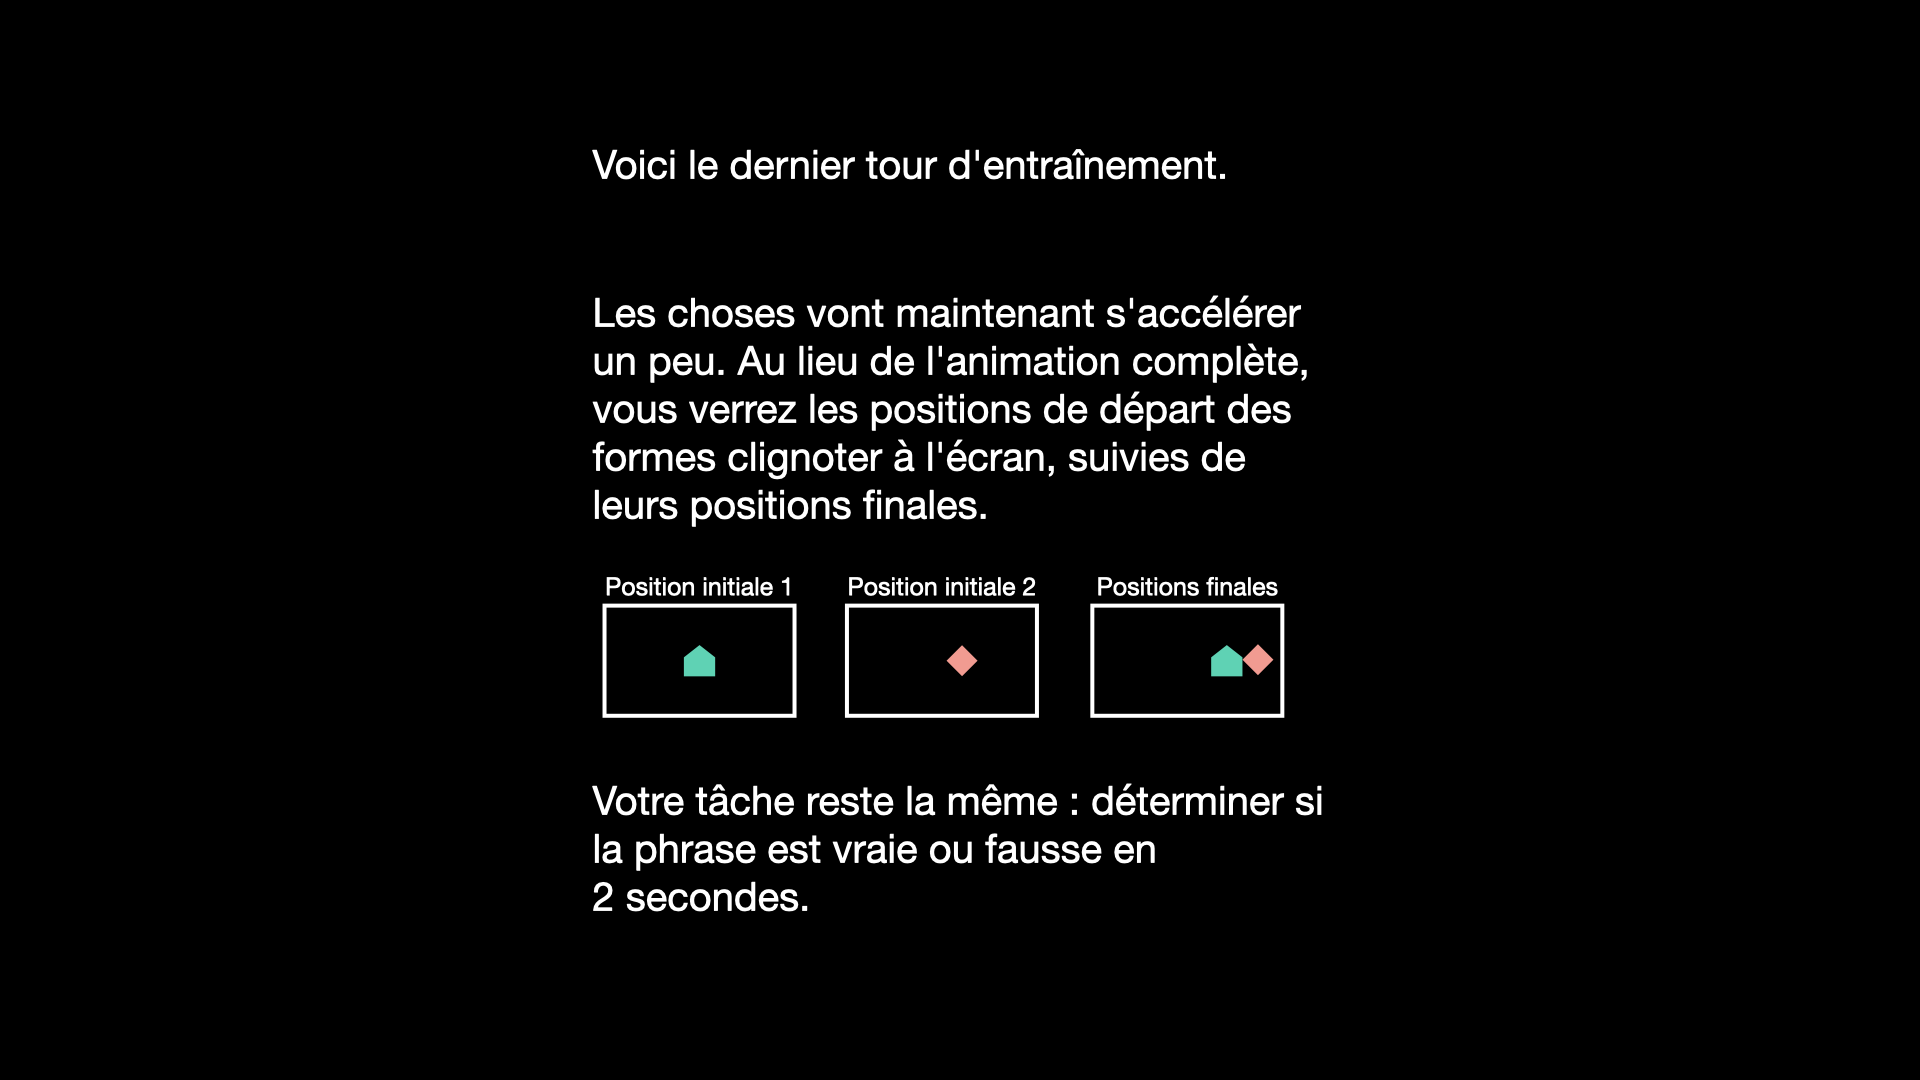 Voici le dernier tour d'entraînement.
Les choses vont maintenant s'accélérer
un peu. Au lieu de l'animation complète,
vous verrez les positions de départ des
formes clignoter à l'écran, suivies de
leurs positions finales.
Position initiale 1
Position initiale 2
Positions finales
Votre tâche reste la même : déterminer si
la phrase est vraie ou fausse en
2 secondes.